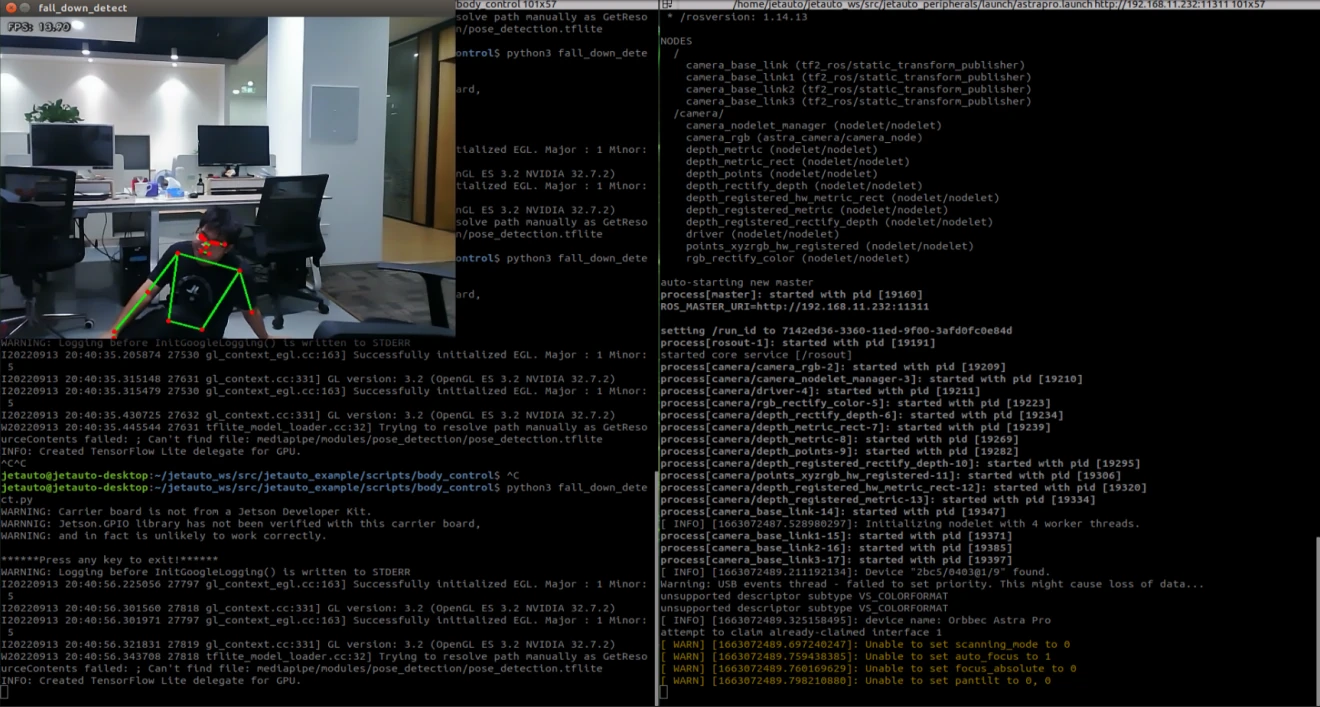 fall_down_detect
FPS: 13.90
body_control 101x57
solve path manually as GetReso
n/pose_detection.tflite
ontrol$ python3 fall_down_dete
ard,
tialized EGL. Major : 1 Minor:
nGL ES 3.2 NVIDIA 32.7.2)
tialized EGL. Major : 1 Minor:
nGL ES 3.2 NVIDIA 32.7.2)
solve path manually as GetReso
n/pose_detection.tflite
ontrol$ python3 fall_down_dete
ard,
WARNING: Logging before InitGoogleLogging() is written to STDERR
I20220913 20:40:35.205874 27530 gl_context_egl.cc:163] Successfully initialized EGL. Major : 1 Minor:
5
I20220913 20:40:35.315148 27631 gl_context.cc:331] GL version: 3.2 (OpenGL ES 3.2 NVIDIA 32.7.2)
I20220913 20:40:35.315479 27530 gl_context_egl.cc:163] Successfully initialized EGL. Major : 1 Minor:
5
I20220913 20:40:35.430725 27632 gl_context.cc:331] GL version: 3.2 (OpenGL ES 3.2 NVIDIA 32.7.2)
W20220913 20:40:35.445544 27631 tflite_model_loader.cc:32] Trying to resolve path manually as GetReso
urceContents failed: ; Can't find file: mediapipe/modules/pose_detection/pose_detection.tflite
INFO: Created TensorFlow Lite delegate for GPU.
^C^C
jetauto@jetauto-desktop:~/jetauto_ws/src/jetauto_example/scripts/body_control$ ^C
jetauto@jetauto-desktop:~/jetauto_ws/src/jetauto_example/scripts/body_control$ python3 fall_down_dete
ct.py
WARNING: Carrier board is not from a Jetson Developer Kit.
WARNNIG: Jetson.GPIO library has not been verified with this carrier board,
WARNING: and in fact is unlikely to work correctly.
******Press any key to exit!******
WARNING: Logging before InitGoogleLogging() is written to STDERR
I20220913 20:40:56.225056 27797 gl_context_egl.cc:163] Successfully initialized EGL. Major : 1 Minor:
5
I20220913 20:40:56.301560 27818 gl_context.cc:331] GL version: 3.2 (OpenGL ES 3.2 NVIDIA 32.7.2)
I20220913 20:40:56.301971 27797 gl_context_egl.cc:163] Successfully initialized EGL. Major : 1 Minor:
5
I20220913 20:40:56.321831 27819 gl_context.cc:331] GL version: 3.2 (OpenGL ES 3.2 NVIDIA 32.7.2)
W20220913 20:40:56.343708 27818 tflite_model_loader.cc:32] Trying to resolve path manually as GetReso
urceContents failed: ; Can't find file: mediapipe/modules/pose_detection/pose_detection.tflite
INFO: Created TensorFlow Lite delegate for GPU.
/home/jetauto/jetauto_ws/src/jetauto_peripherals/launch/astrapro.launch http://192.168.11.232:11311 101x57
* /rosversion: 1.14.13
NODES
/
camera_base_link (tf2_ros/static_transform_publisher)
camera_base_link1 (tf2_ros/static_transform_publisher)
camera_base_link2 (tf2_ros/static_transform_publisher)
camera_base_link3 (tf2_ros/static_transform_publisher)
/camera/
camera_nodelet_manager (nodelet/nodelet)
camera_rgb (astra_camera/camera_node)
depth_metric (nodelet/nodelet)
depth_metric_rect (nodelet/nodelet)
depth_points (nodelet/nodelet)
depth_rectify_depth (nodelet/nodelet)
depth_registered_hw_metric_rect (nodelet/nodelet)
depth_registered_metric (nodelet/nodelet)
depth_registered_rectify_depth (nodelet/nodelet)
driver (nodelet/nodelet)
points_xyzrgb_hw_registered (nodelet/nodelet)
rgb_rectify_color (nodelet/nodelet)
auto-starting new master
process[master]: started with pid [19160]
ROS_MASTER_URI=http://192.168.11.232:11311
setting /run_id to 7142ed36-3360-11ed-9f00-3afd0fc0e84d
process[rosout-1]: started with pid [19191]
started core service [/rosout]
process[camera/camera_rgb-2]: started with pid [19209]
process[camera/camera_nodelet_manager-3]: started with pid [19210]
process[camera/driver-4]: started with pid [19211]
process[camera/rgb_rectify_color-5]: started with pid [19223]
process[camera/depth_rectify_depth-6]: started with pid [19234]
process[camera/depth_metric_rect-7]: started with pid [19239]
process[camera/depth_metric-8]: started with pid [19269]
process[camera/depth_points-9]: started with pid [19282]
process[camera/depth_registered_rectify_depth-10]: started with pid [19295]
process[camera/points_xyzrgb_hw_registered-11]: started with pid [19306]
process[camera/depth_registered_hw_metric_rect-12]: started with pid [19320]
process[camera/depth_registered_metric-13]: started with pid [19334]
process[camera_base_link-14]: started with pid [19347]
[ INFO] [1663072487.528980297]: Initializing nodelet with 4 worker threads.
process[camera_base_link1-15]: started with pid [19371]
process[camera_base_link2-16]: started with pid [19385]
process[camera_base_link3-17]: started with pid [19397]
[ INFO] [1663072489.211192134]: Device "2bc5/0403@1/9" found.
Warning: USB events thread - failed to set priority. This might cause loss of data...
unsupported descriptor subtype VS_COLORFORMAT
unsupported descriptor subtype VS_COLORFORMAT
[ INFO] [1663072489.325158495]: device name: Orbbec Astra Pro
attempt to claim already-claimed interface 1
[ WARN] [1663072489.697240247]: Unable to set scanning_mode to 0
[ WARN] [1663072489.759438385]: Unable to set auto_focus to 1
[ WARN] [1663072489.760169629]: Unable to set focus_absolute to 0
[ WARN] [1663072489.798210880]: Unable to set pantilt to 0, 0